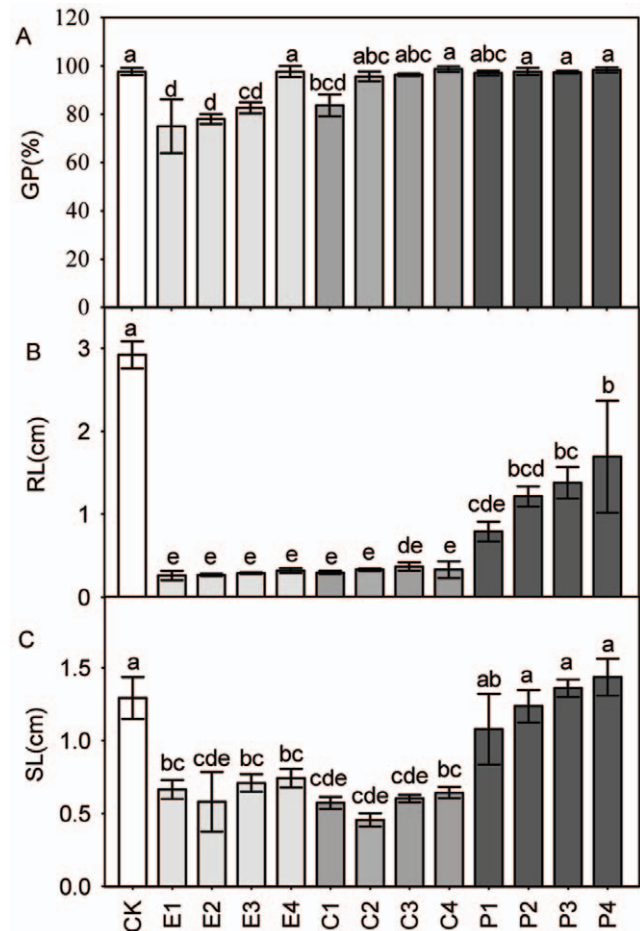 A
GP(%)
120
100
80
60
40
20
0
a d d cd a bcd abc abc a abc a a a
B
RL(cm)
3
2
1
0
a e e e e e e de e cde bcd bc b
C
SL(cm)
1.5
1.0
0.5
0.0
a bc cde bc bc cde cde cde bc ab a a a
CK E1 E2 E3 E4 C1 C2 C3 C4 P1 P2 P3 P4